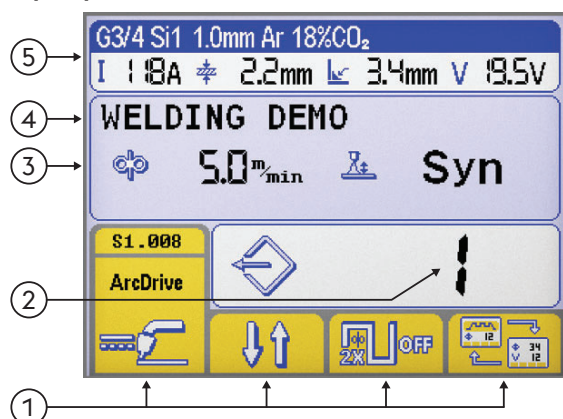 G3/4 Si1 1.0mm Ar 18%CO₂
5
I 118A 2.2mm 3.4mm V 19.5V
4
WELDING DEMO
3
5.0 m/min Syn
S1.008
ArcDrive
2
1
2X OFF
12
34
V 12
1